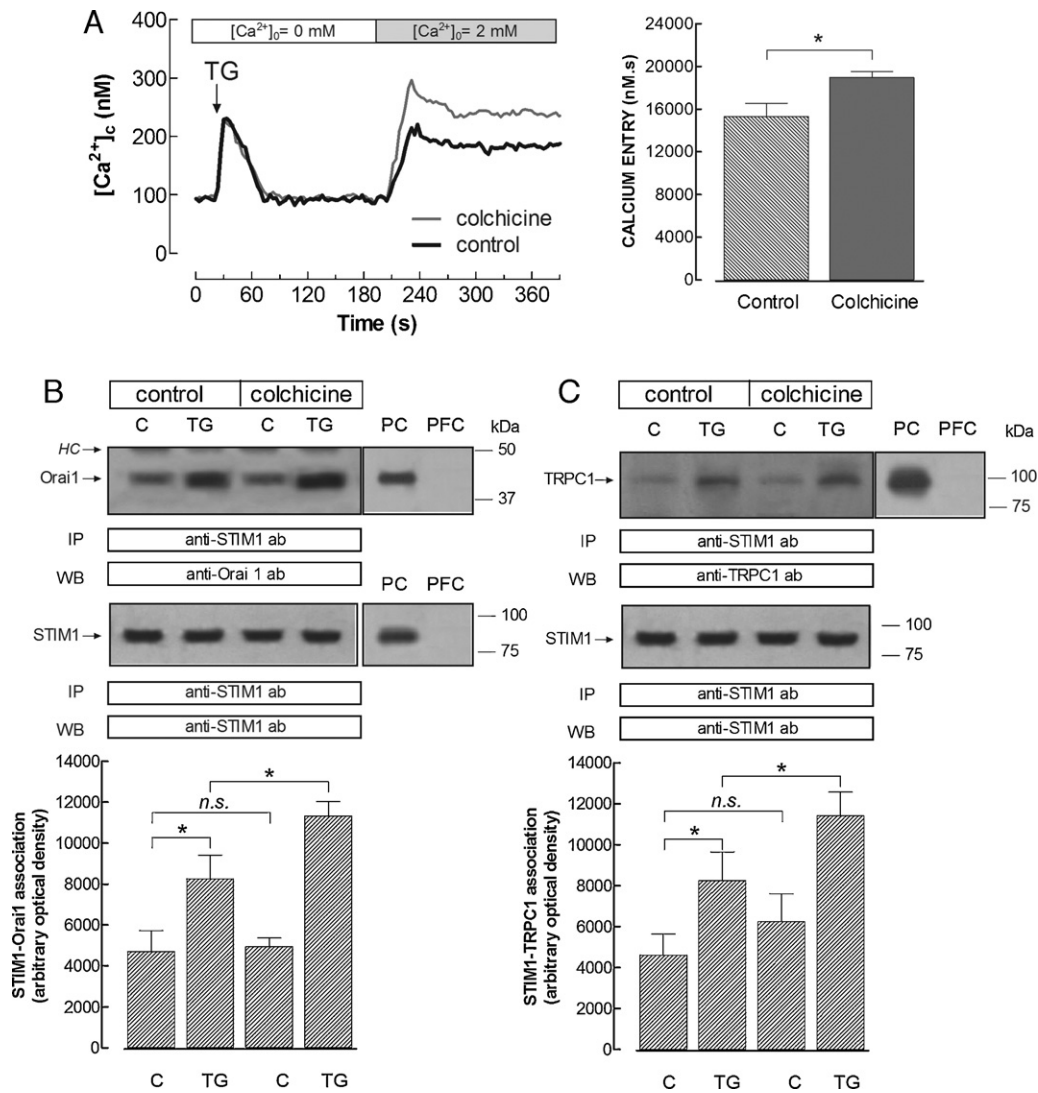 A
[Ca²⁺]₀= 0 mM [Ca²⁺]₀= 2 mM
TG
[Ca²⁺]c (nM)
400
300
200
100
0
colchicine
control
0 60 120 180 240 300 360
Time (s)
CALCIUM ENTRY (nM.s)
24000
20000
16000
12000
8000
4000
0
*
Control Colchicine
B
control colchicine
C TG C TG PC PFC kDa
HC
Orai1
50
37
IP anti-STIM1 ab
WB anti-Orai 1 ab
PC PFC
STIM1
100
75
IP anti-STIM1 ab
WB anti-STIM1 ab
STIM1-Orai1 association
(arbitrary optical density)
14000
12000
10000
8000
6000
4000
2000
0
*
n.s.
*
C TG C TG
C
control colchicine
C TG C TG PC PFC kDa
TRPC1
100
75
IP anti-STIM1 ab
WB anti-TRPC1 ab
STIM1
100
75
IP anti-STIM1 ab
WB anti-STIM1 ab
STIM1-TRPC1 association
(arbitrary optical density)
14000
12000
10000
8000
6000
4000
2000
0
*
n.s.
*
C TG C TG